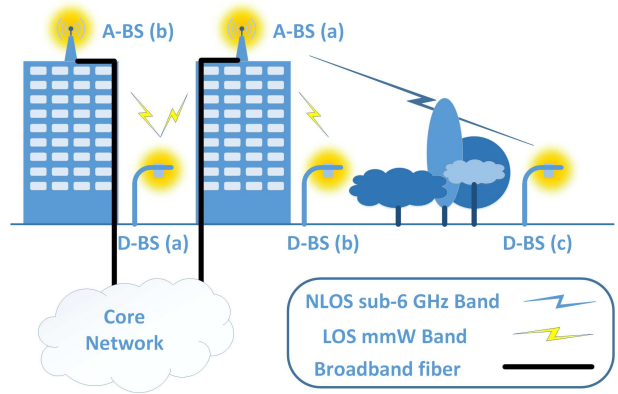 A-BS (b)
A-BS (a)
D-BS (a)
D-BS (b)
D-BS (c)
Core
Network
NLOS sub-6 GHz Band
LOS mmW Band
Broadband fiber